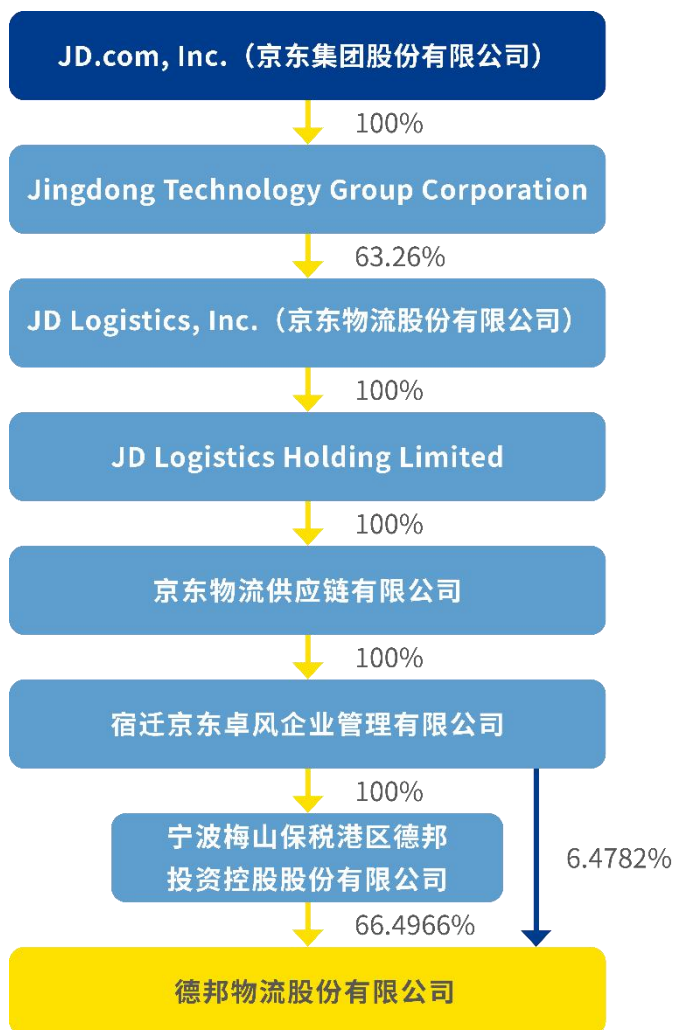 JD.com, Inc.（京东集团股份有限公司）
100%
Jingdong Technology Group Corporation
63.26%
JD Logistics, Inc.（京东物流股份有限公司）
100%
JD Logistics Holding Limited
100%
京东物流供应链有限公司
100%
宿迁京东卓风企业管理有限公司
100%
宁波梅山保税港区德邦
投资控股股份有限公司
6.4782%
66.4966%
德邦物流股份有限公司